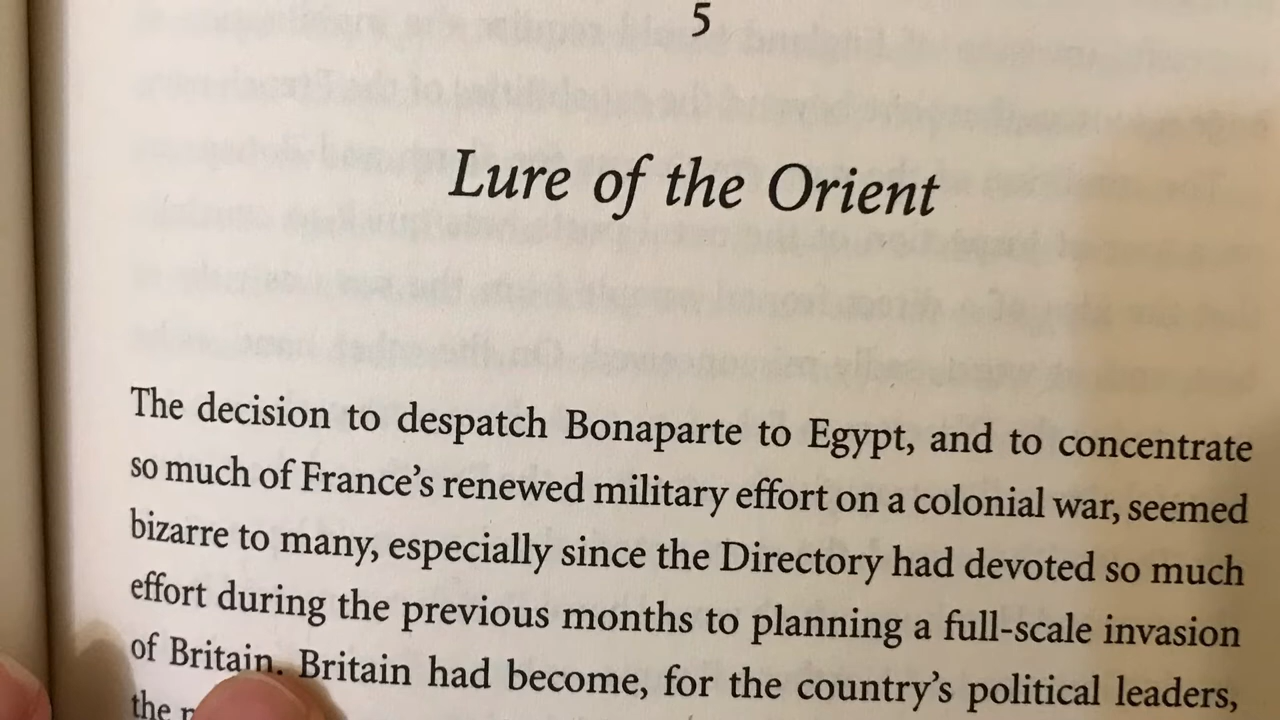 5
Lure of the Orient
The decision to despatch Bonaparte to Egypt, and to concentrate
so much of France's renewed military effort on a colonial war, seemed
bizarre to many, especially since the Directory had devoted so much
effort during the previous months to planning a full-scale invasion
of Britain. Britain had become, for the country's political leaders,
the